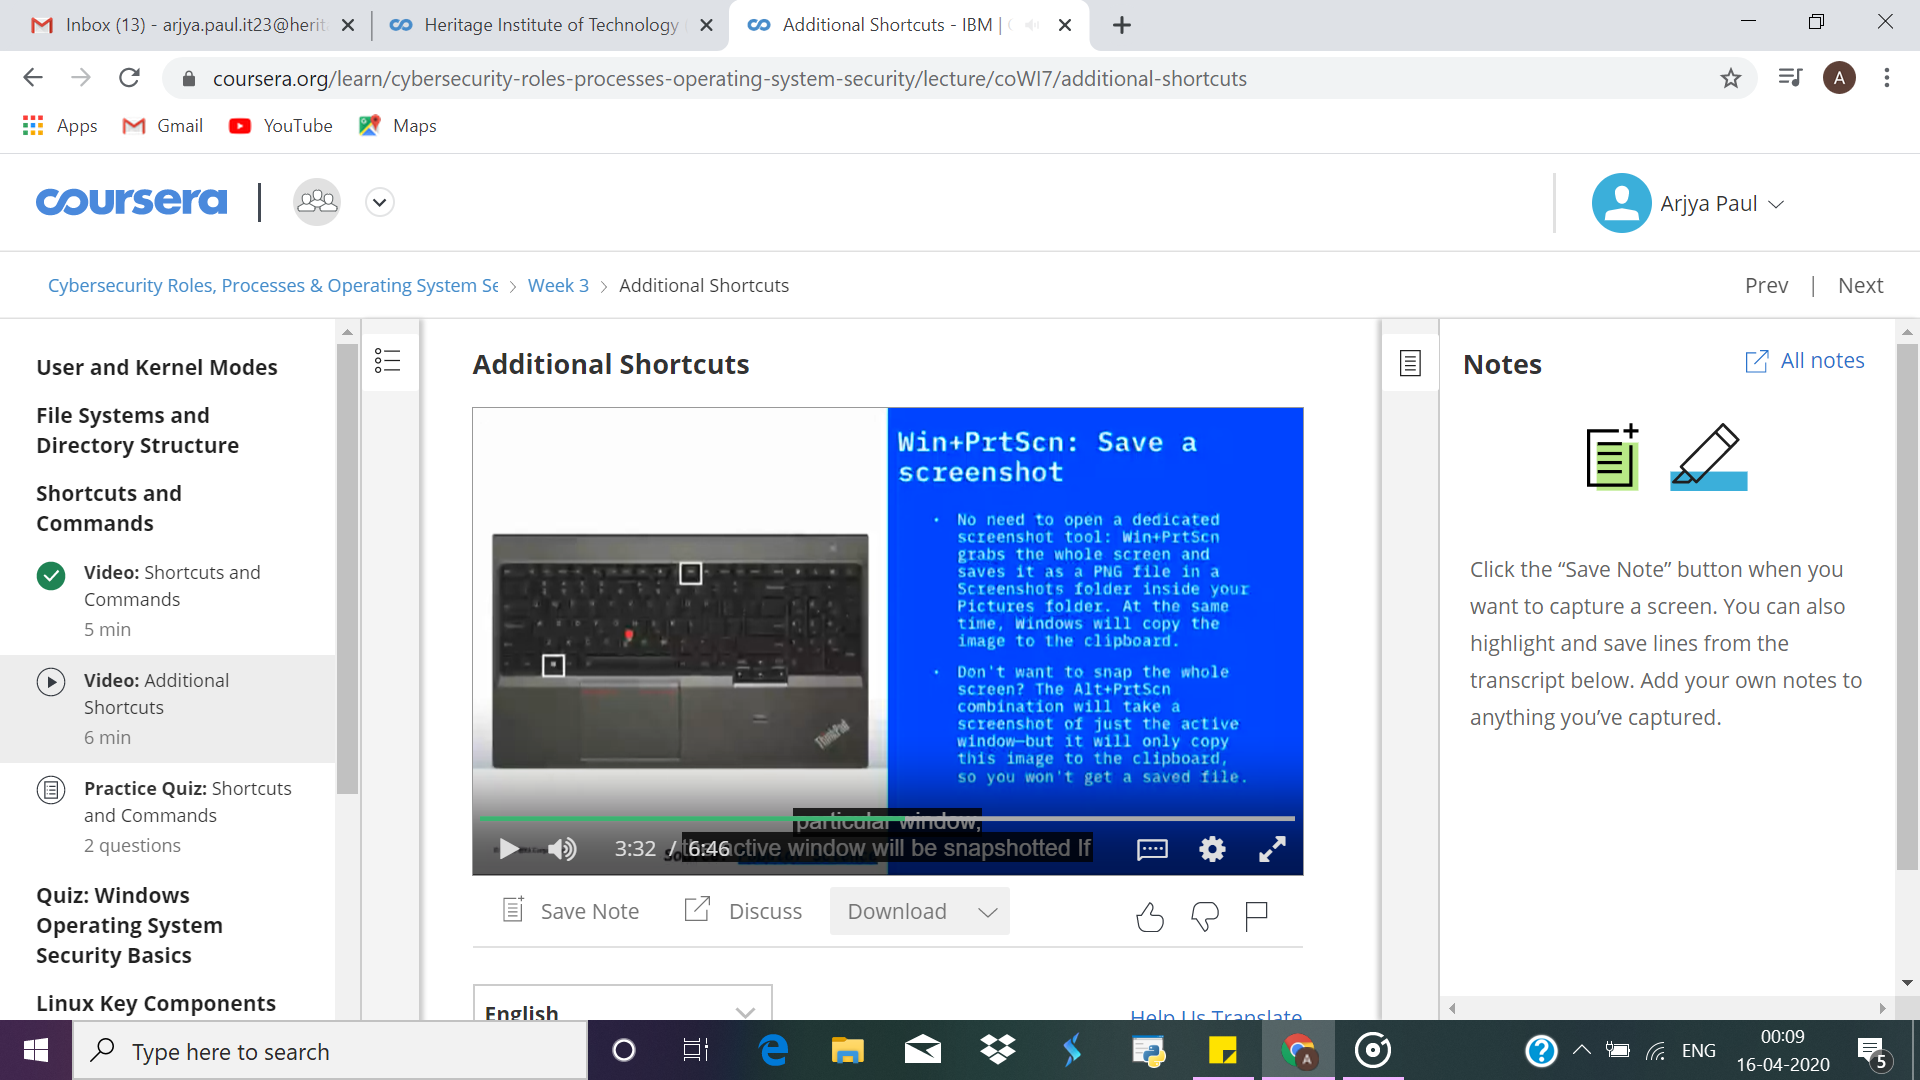 Inbox (13) - arjya.paul.it23@herit
Heritage Institute of Technology
Additional Shortcuts - IBM |
coursera.org/learn/cybersecurity-roles-processes-operating-system-security/lecture/coWI7/additional-shortcuts
A
Apps
Gmail
YouTube
Maps
coursera
Arjya Paul
Cybersecurity Roles, Processes & Operating System Se
Week 3
Additional Shortcuts
Prev | Next
User and Kernel Modes
File Systems and
Directory Structure
Shortcuts and
Commands
Video: Shortcuts and
Commands
5 min
Video: Additional
Shortcuts
6 min
Practice Quiz: Shortcuts
and Commands
2 questions
Quiz: Windows
Operating System
Security Basics
Linux Key Components
Additional Shortcuts
Win+PrtScn: Save a
screenshot
• No need to open a dedicated
screenshot tool: Win+PrtScn
grabs the whole screen and
saves it as a PNG file in a
Screenshots folder inside your
Pictures folder. At the same
time, Windows will copy the
image to the clipboard.
• Don't want to snap the whole
screen? The Alt+PrtScn
combination will take a
screenshot of just the active
window—but it will only copy
this image to the clipboard,
so you won't get a saved file.
ThinkPad
particular window,
active window will be snapshotted If
3:32 / 6:46
Save Note
Discuss
Download
English
Help Us Translate
Notes
All notes
Click the “Save Note” button when you
want to capture a screen. You can also
highlight and save lines from the
transcript below. Add your own notes to
anything you’ve captured.
Type here to search
A
ENG
00:09
16-04-2020
5